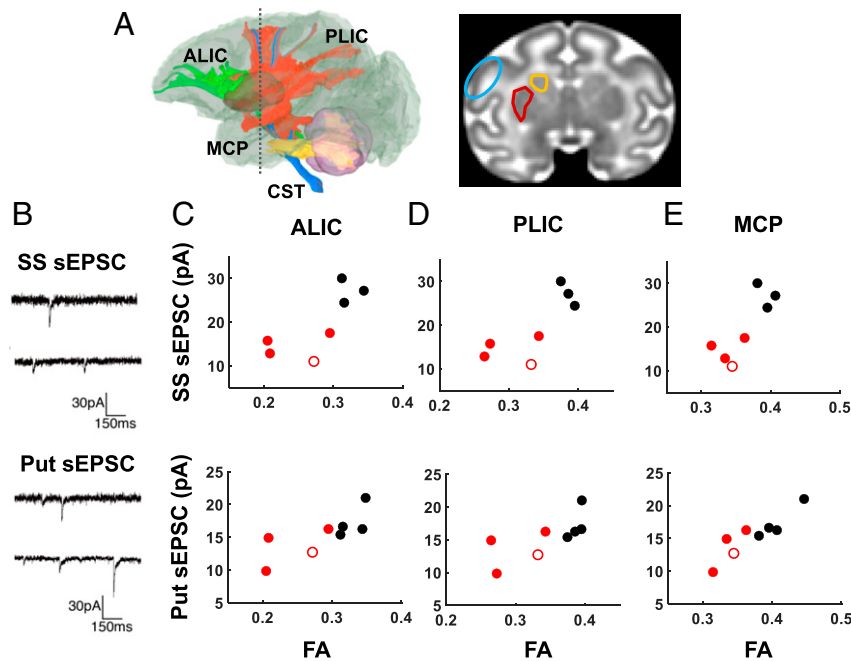 A
ALIC
PLIC
MCP
CST
B
C
D
E
SS sEPSC
ALIC
PLIC
MCP
30pA
150ms
SS sEPSC (pA)
30
20
10
0.2
0.3
0.4
30
20
10
0.2
0.3
0.4
30
20
10
0.3
0.4
0.5
Put sEPSC
30pA
150ms
Put sEPSC (pA)
25
20
15
10
5
0.2
0.3
0.4
FA
25
20
15
10
5
0.2
0.3
0.4
FA
25
20
15
10
5
0.3
0.4
0.5
FA